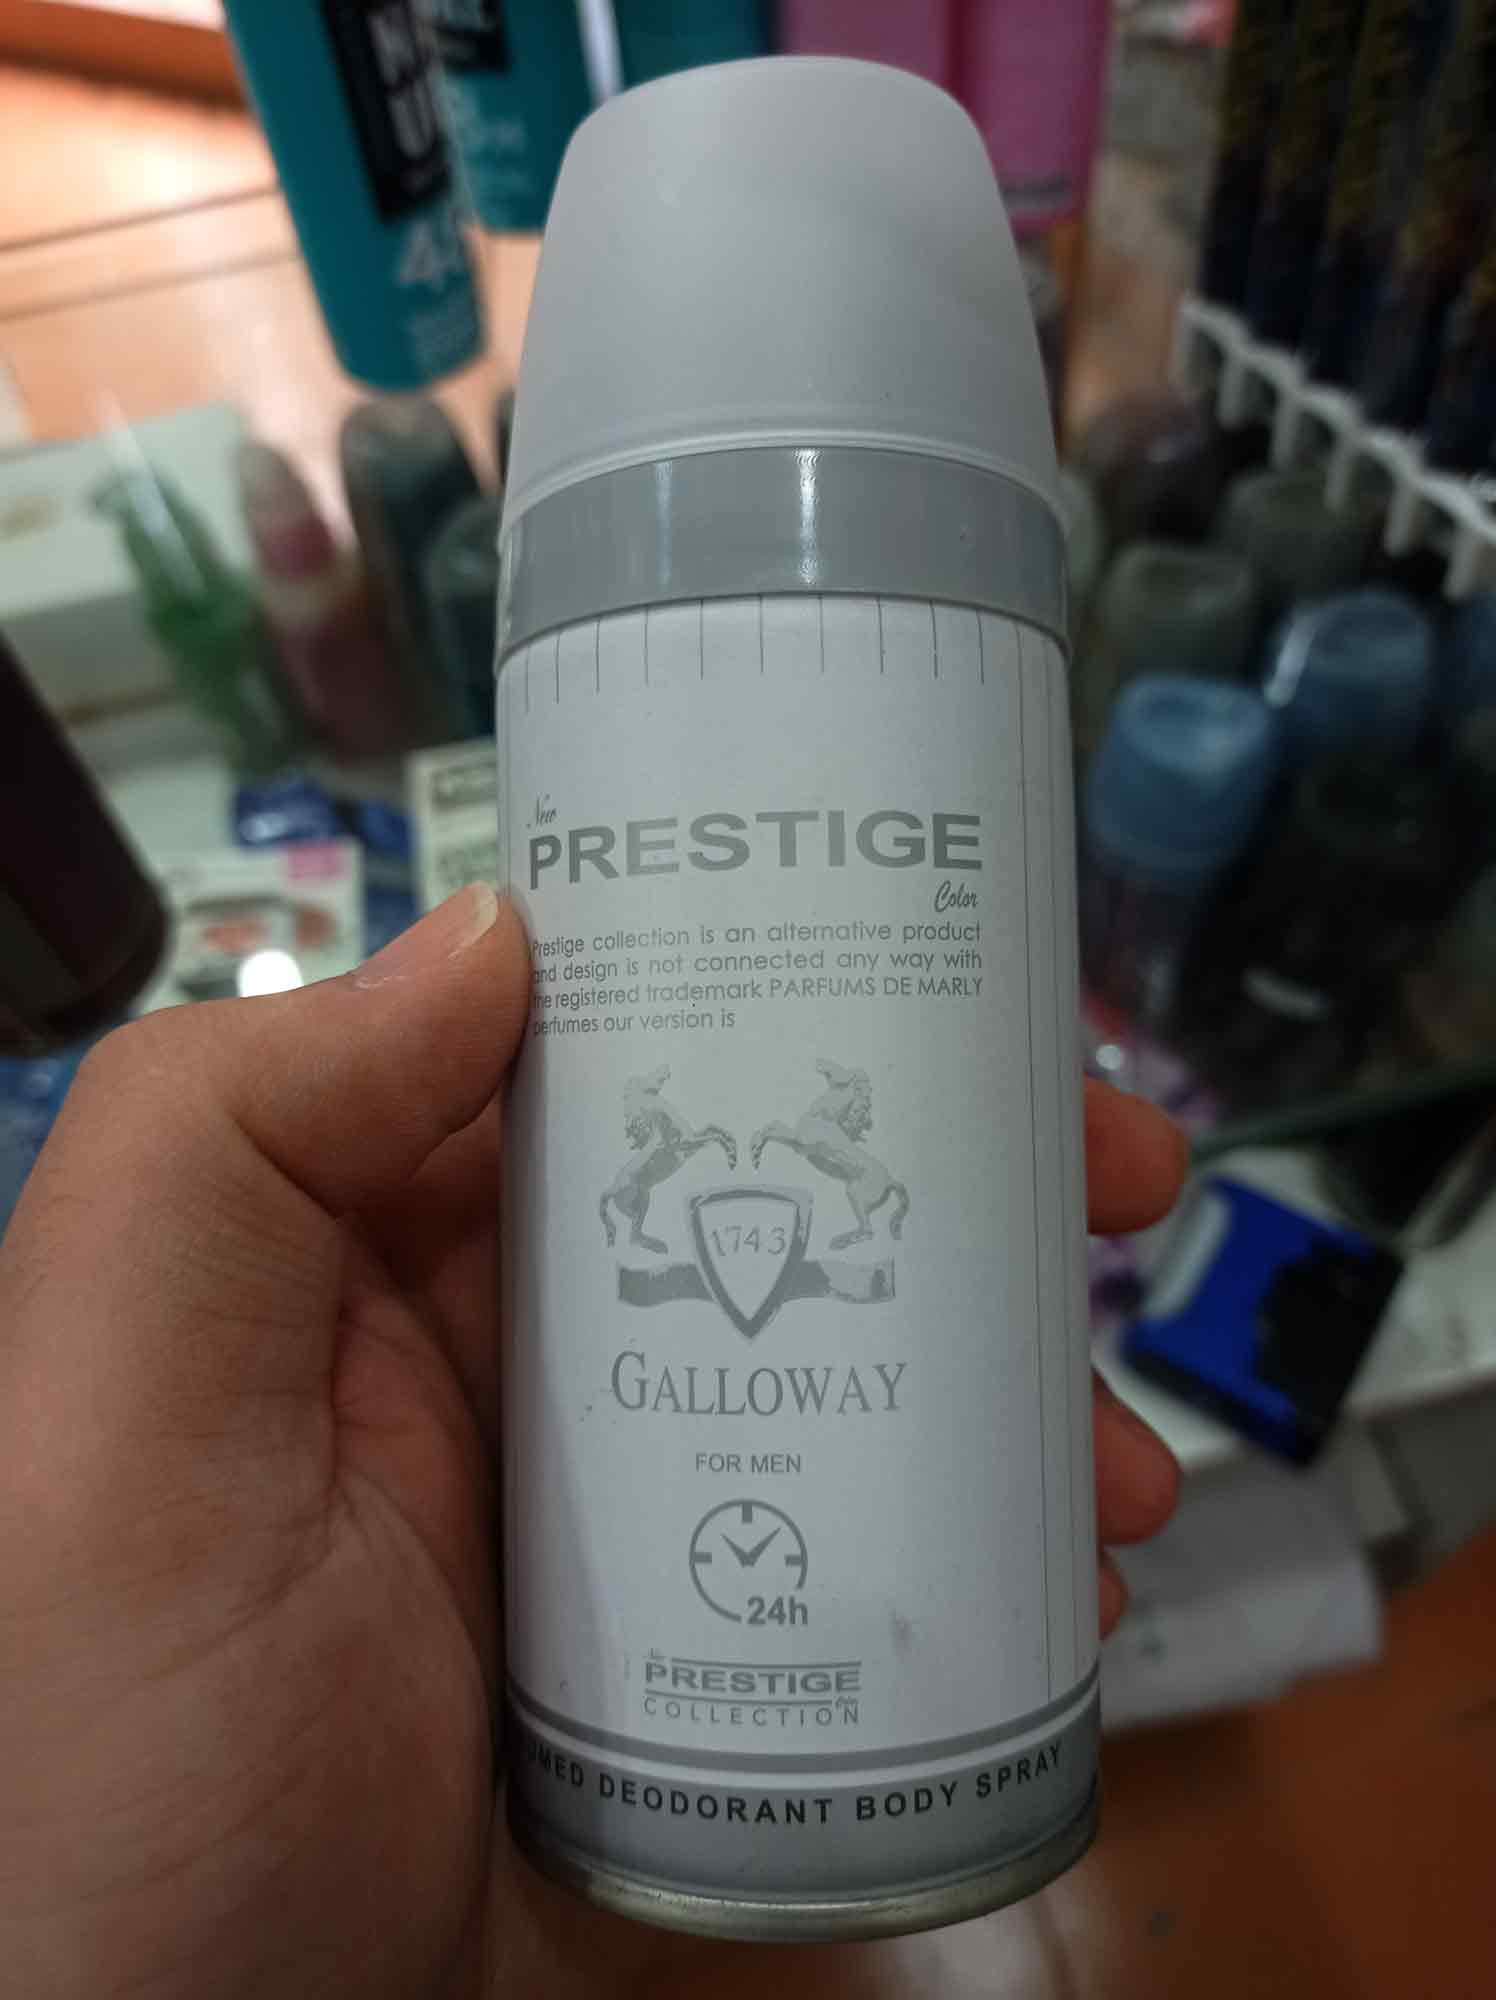 New
PRESTIGE
Color
Prestige collection is an alternative product
and design is not connected any way with
the registered trademark PARFUMS DE MARLY
perfumes our version is
1743
GALLOWAY
FOR MEN
24h
PRESTIGE
COLLECTION
UMED DEODORANT BODY SPRAY